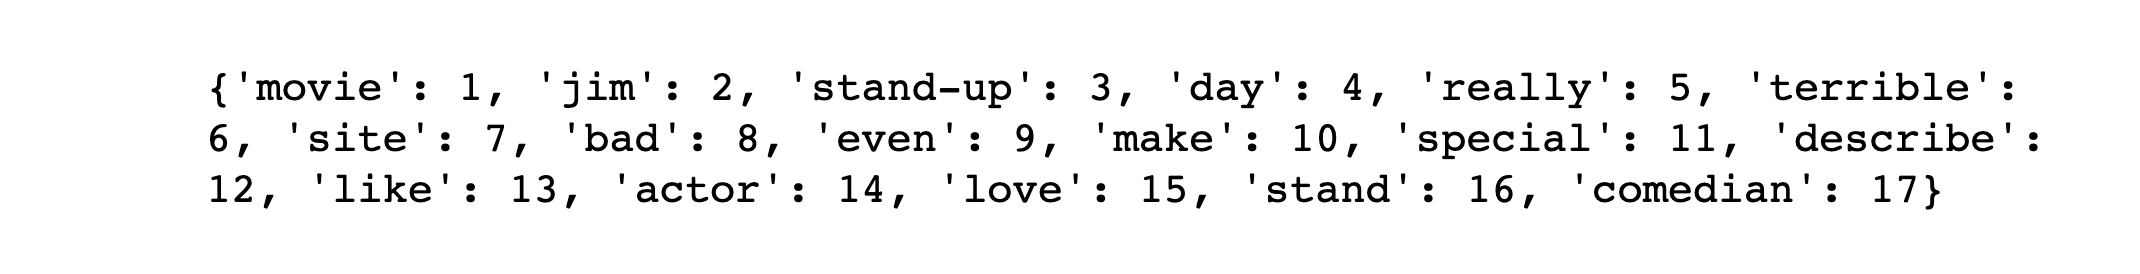 {'movie': 1, 'jim': 2, 'stand-up': 3, 'day': 4, 'really': 5, 'terrible':
6, 'site': 7, 'bad': 8, 'even': 9, 'make': 10, 'special': 11, 'describe':
12, 'like': 13, 'actor': 14, 'love': 15, 'stand': 16, 'comedian': 17}